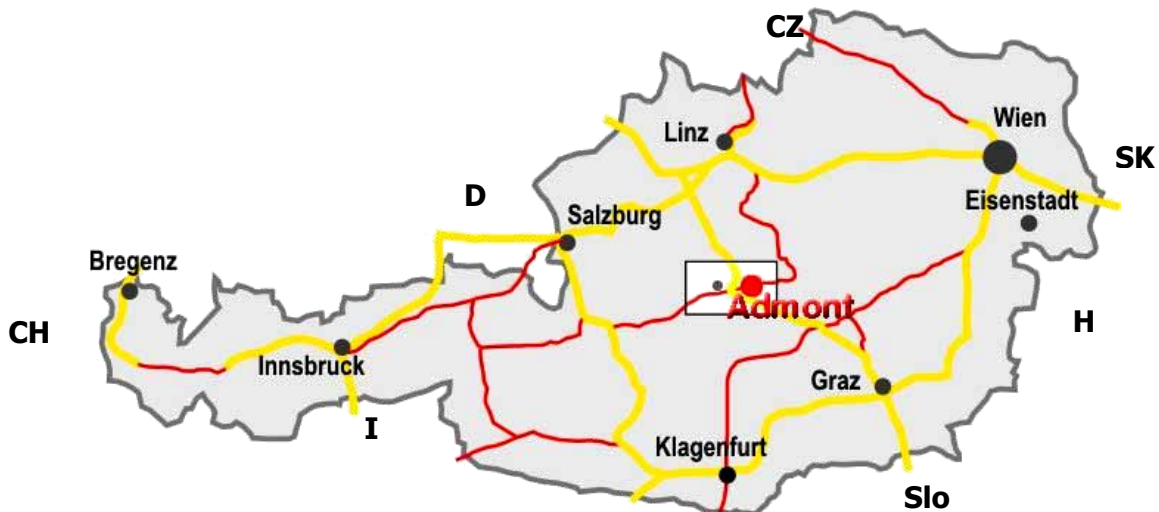 CZ
Wien
Linz
SK
D
Eisenstadt
Salzburg
Bregenz
Admont
H
CH
Innsbruck
Graz
I
Klagenfurt
Slo